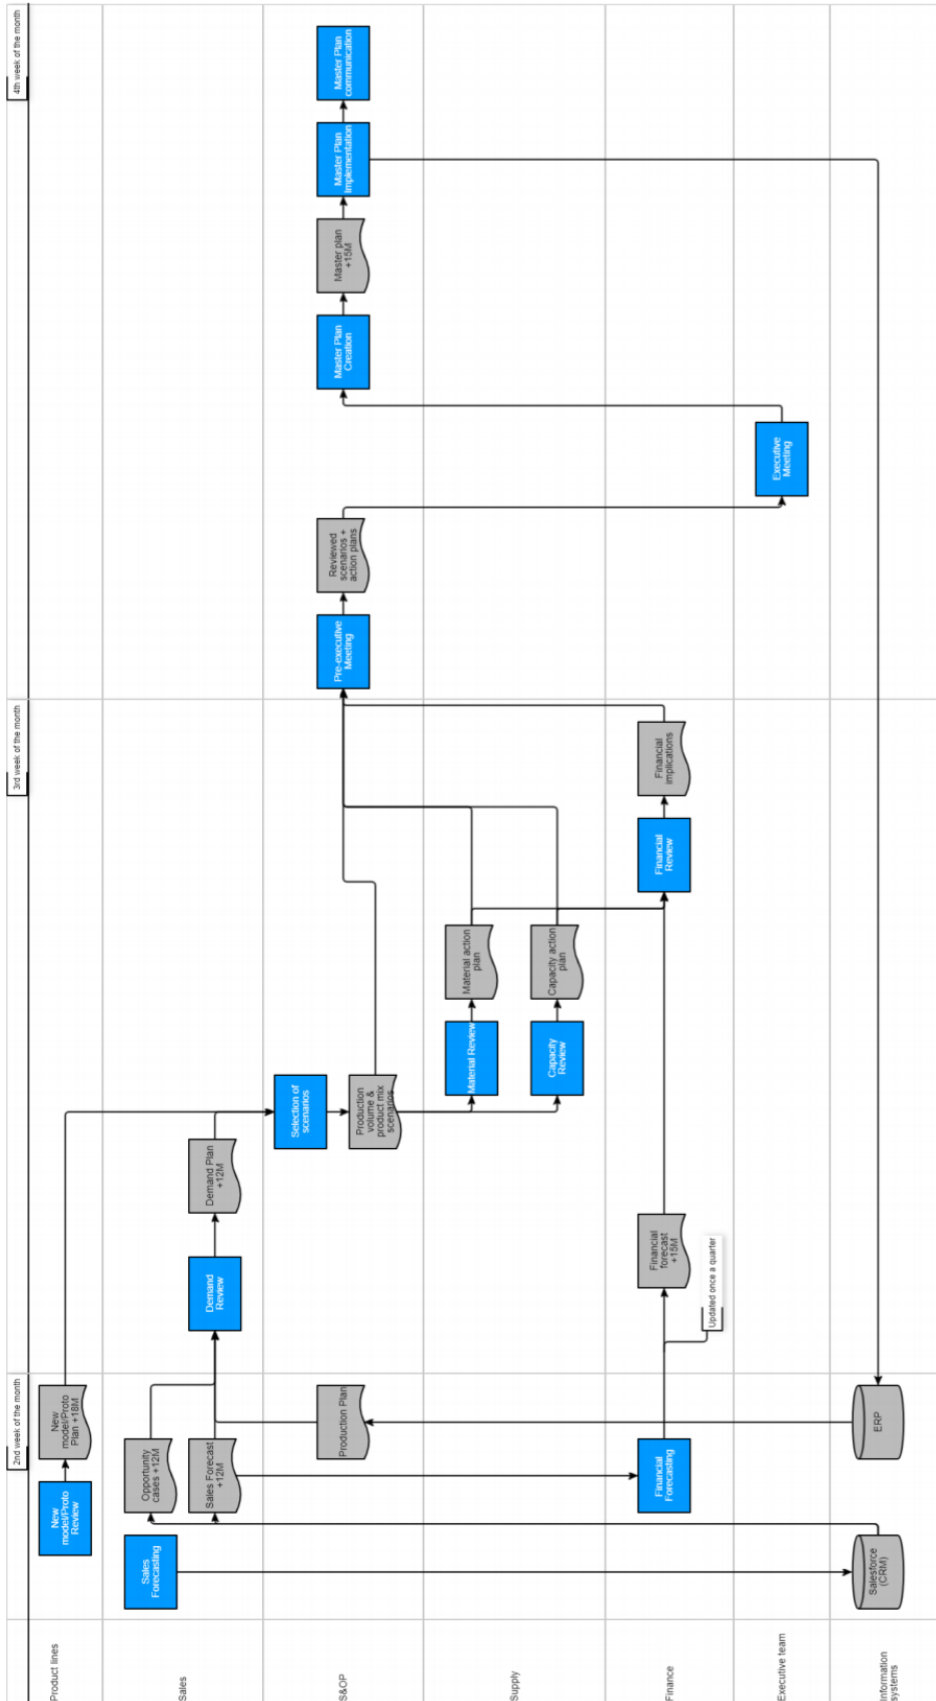 2nd week of the month
3rd week of the month
4th week of the month
Product lines
New
model/Proto
Review
New
model/Proto
Plan +18M
Sales
Sales
Forecasting
Opportunity
cases +12M
Sales Forecast
+12M
Demand
Review
Demand Plan
+12M
S&OP
Production Plan
Selection of
scenarios
Production
volume &
product mix
scenarios
Pre-executive
Meeting
Reviewed
scenarios +
action plans
Master Plan
Creation
Master plan
+15M
Master Plan
Implementation
Master Plan
communication
Supply
Material Review
Material action
plan
Capacity
Review
Capacity action
plan
Finance
Financial
Forecasting
Financial
forecast
+15M
Updated once a quarter
Financial
Review
Financial
implications
Executive team
Executive
Meeting
Information
systems
Salesforce
(CRM)
ERP